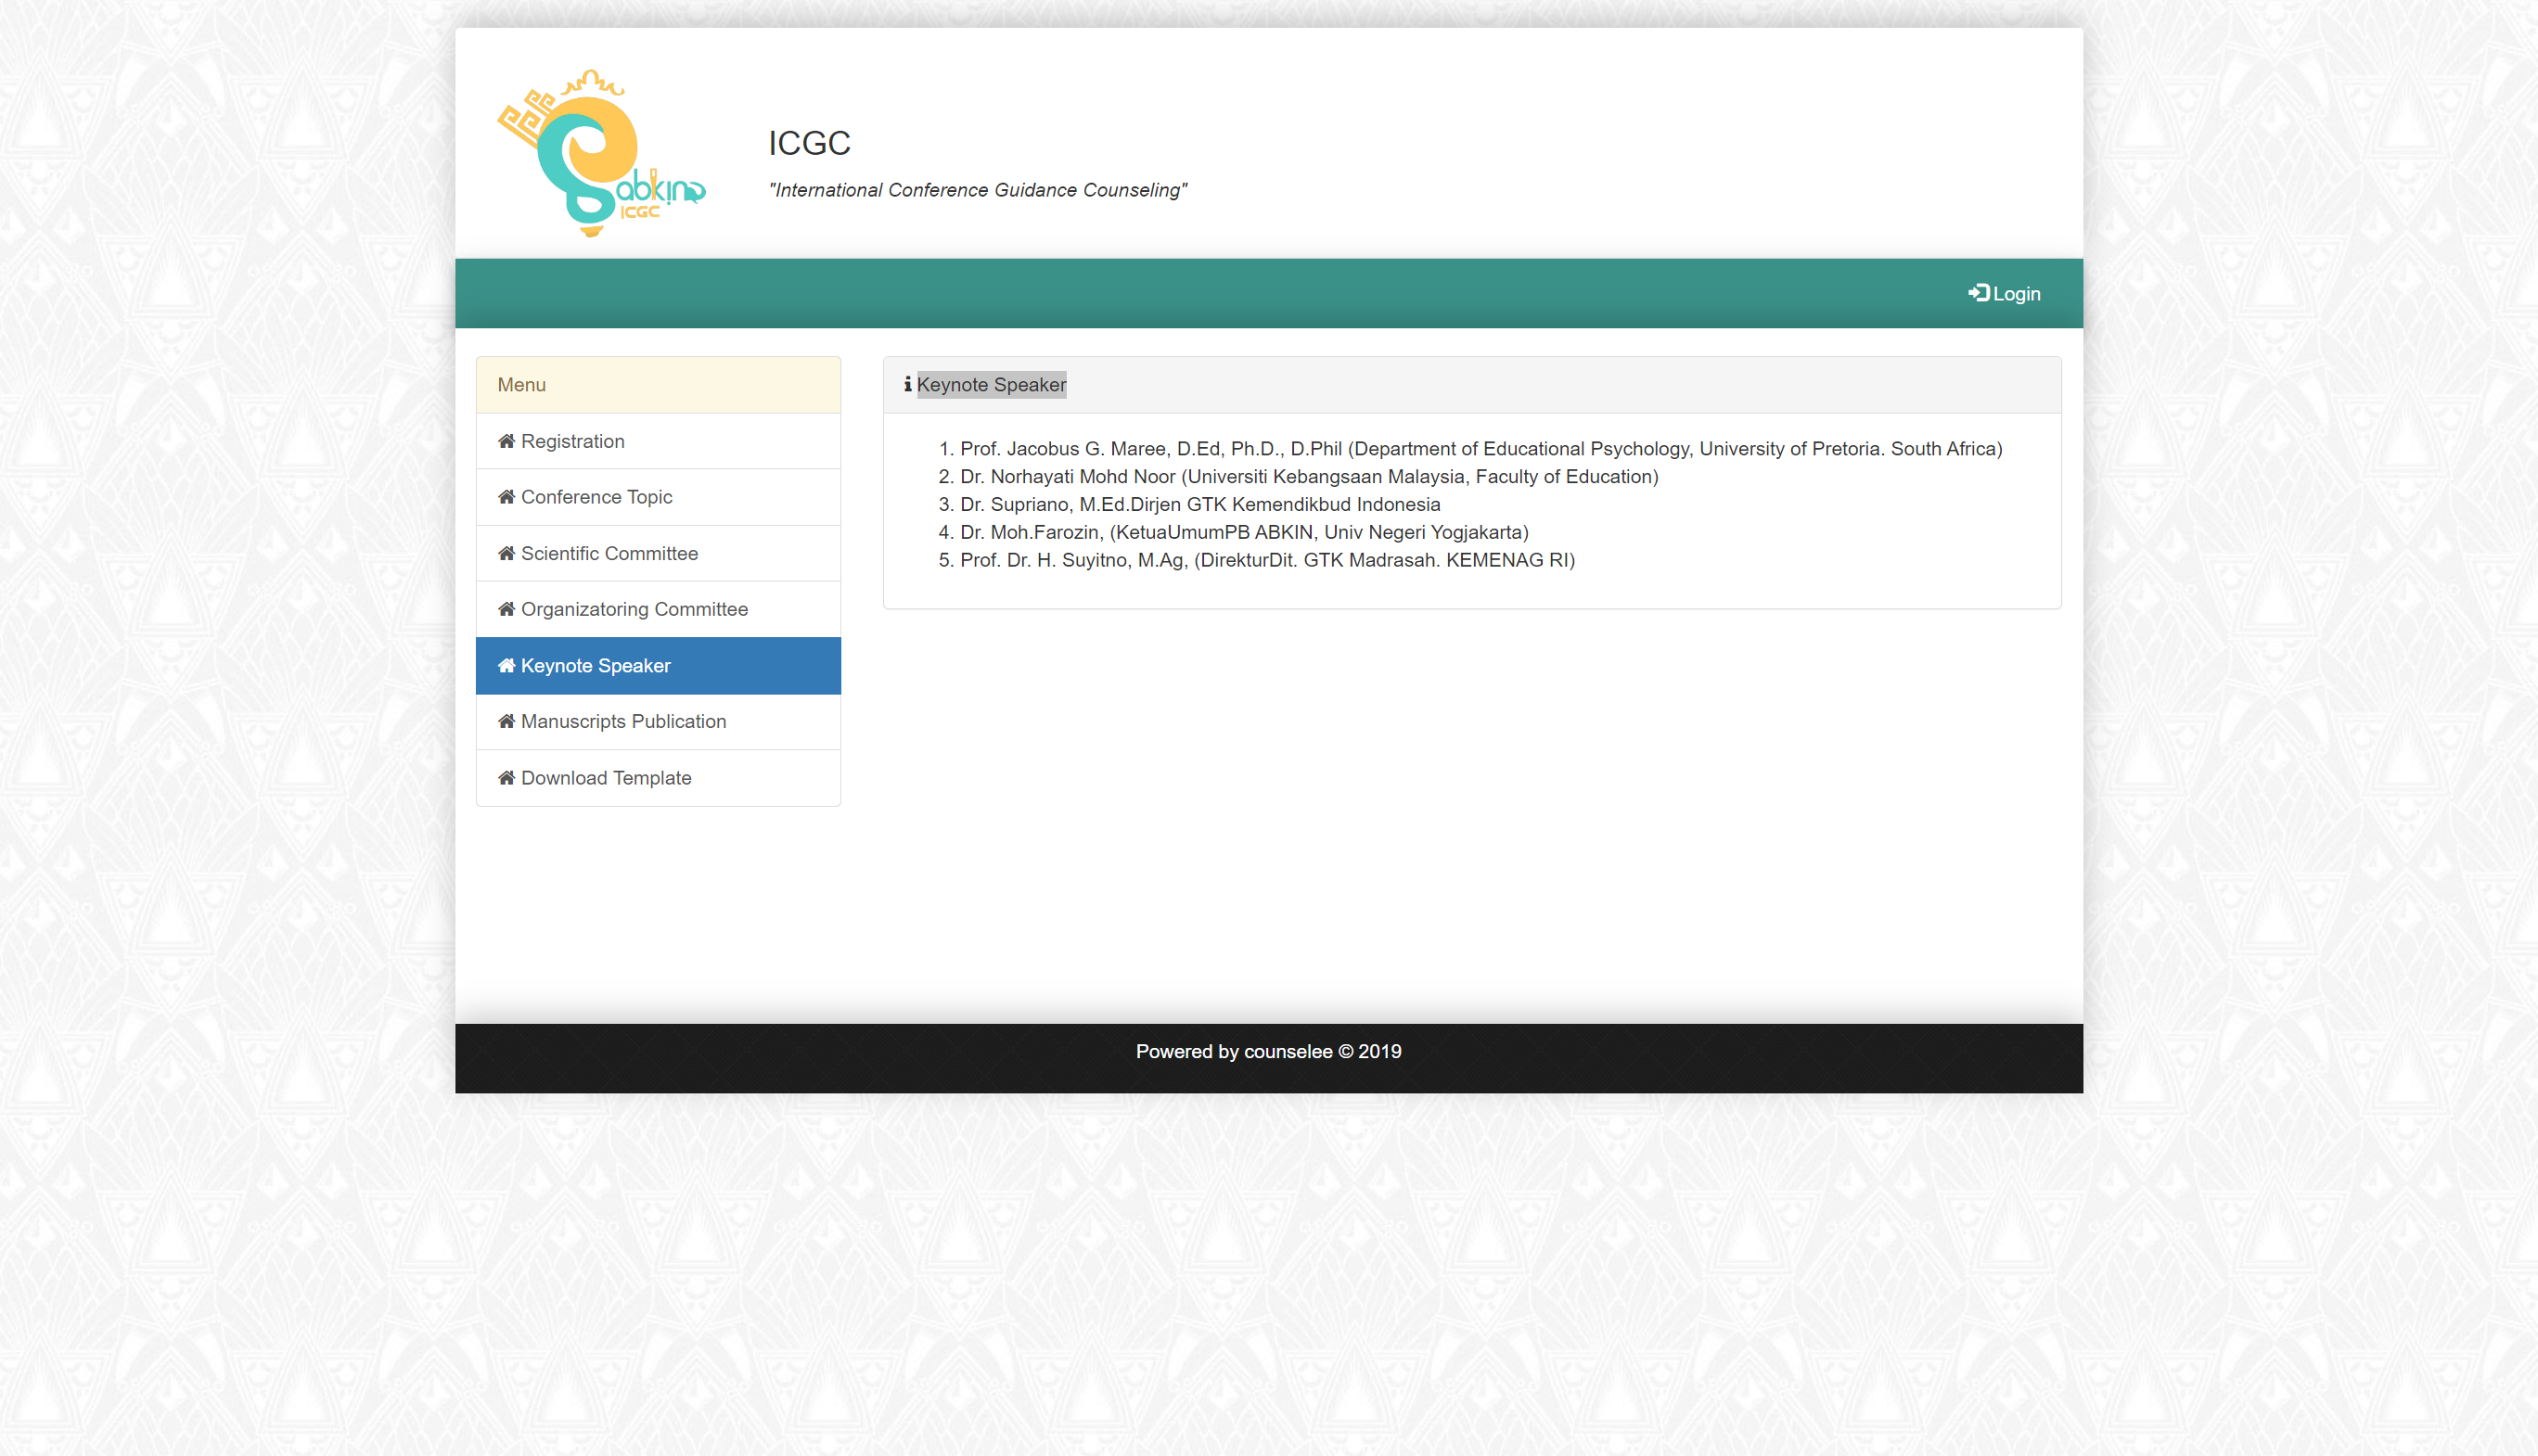 abkin
ICGC
ICGC
"International Conference Guidance Counseling"
Login
Menu
Registration
Conference Topic
Scientific Committee
Organizatoring Committee
Keynote Speaker
Manuscripts Publication
Download Template
Keynote Speaker
1. Prof. Jacobus G. Maree, D.Ed, Ph.D., D.Phil (Department of Educational Psychology, University of Pretoria. South Africa)
2. Dr. Norhayati Mohd Noor (Universiti Kebangsaan Malaysia, Faculty of Education)
3. Dr. Supriano, M.Ed.Dirjen GTK Kemendikbud Indonesia
4. Dr. Moh.Farozin, (KetuaUmumPB ABKIN, Univ Negeri Yogjakarta)
5. Prof. Dr. H. Suyitno, M.Ag, (DirekturDit. GTK Madrasah. KEMENAG RI)
Powered by counselee © 2019